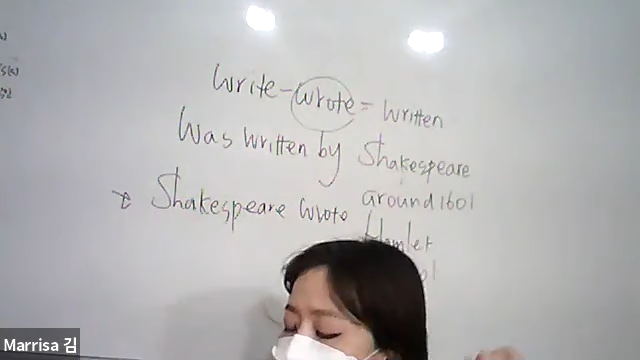 write - wrote = written
Was written by Shakespeare
around 1601
Shakespeare wrote
Hamlet
Marrisa 김